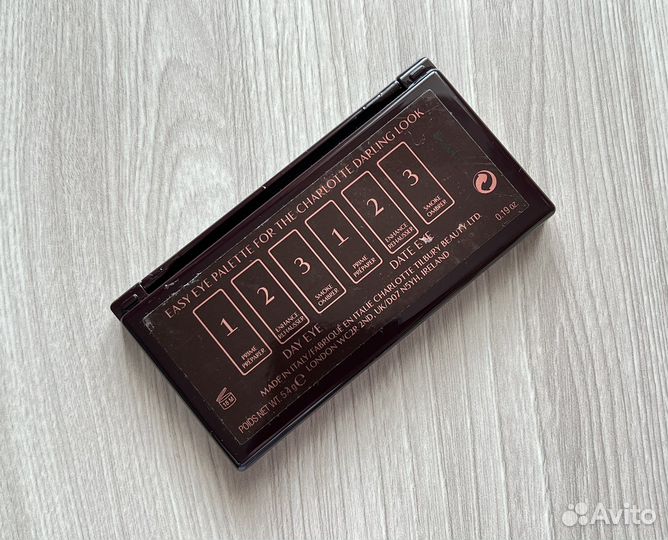 EASY EYE PALETTE FOR THE CHARLOTTE DARLING LOOK
1 2 3 1 2 3
PRIME PRÉPARER
ENHANCE REHAUSSER
SMOKE OMBRER
PRIME PRÉPARER
ENHANCE REHAUSSER
SMOKE OMBRER
DAY EYE DATE EYE
MADE IN ITALY/FABRIQUÉ EN ITALIE CHARLOTTE TILBURY BEAUTY LTD.
LONDON WC2P 2ND, UK/D07 N5YH, IRELAND
18 M
POIDS NET WT. 5.4 g ℮ 0.19 oz
Avito